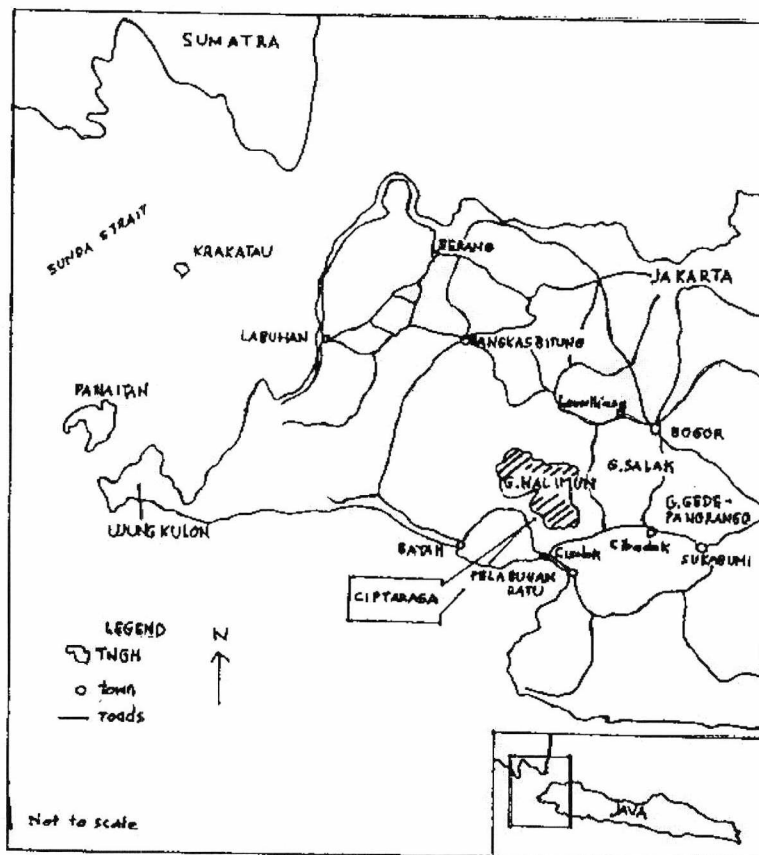 SUMATRA
SUNDA STRAIT
KRAKATAU
SERANG
JAKARTA
LABUHAN
RANGKASBITUNG
PANAITAN
BOGOR
G.SALAK
G.HALIMUN
G.GEDE-
PANGRANGO
UJUNG KULON
BAYAH
Cibadak
SUKABUMI
PELABUHAN
RATU
CIPTARAGA
LEGEND
N
TNGH
town
roads
JAVA
Not to scale